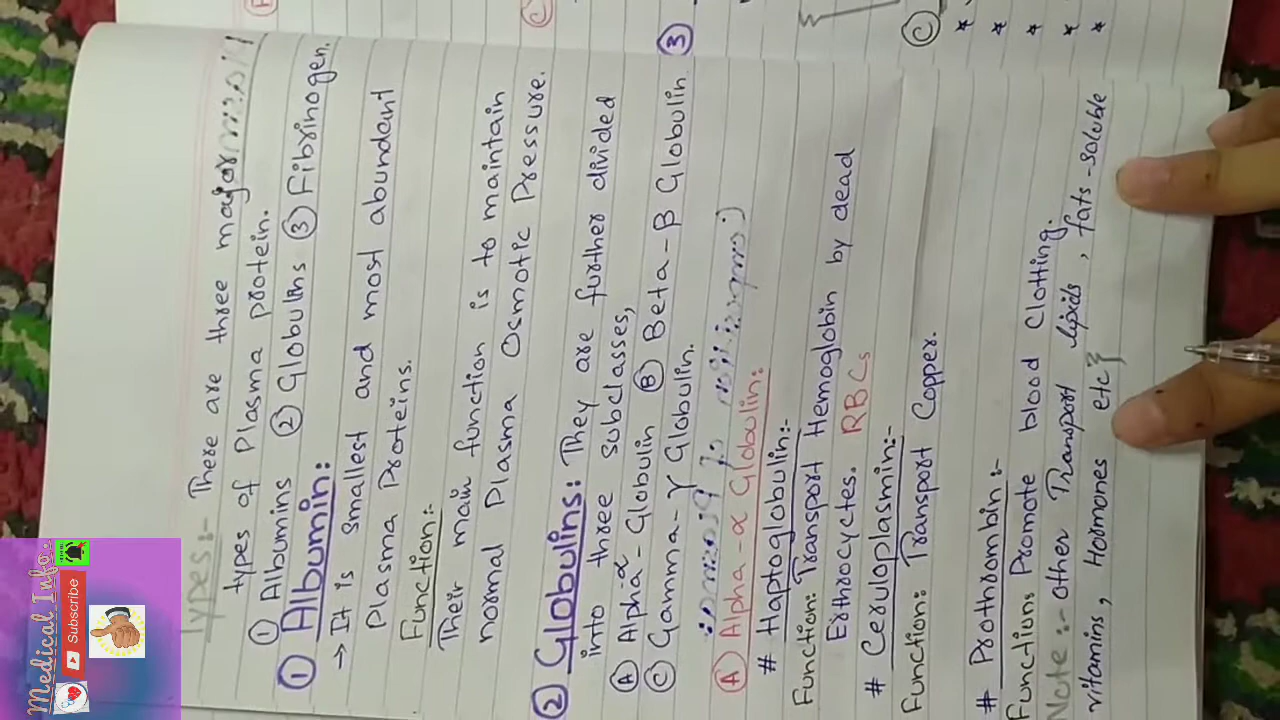 Types:- There are three major
types of Plasma protein.
① Albumins ② Globulins ③ Fibrinogen.
① Albumin:
→ It is smallest and most abundant
Plasma Proteins.
Function:-
Their main function is to maintain
normal Plasma Osmotic Pressure.
② Globulins: They are further divided
into three subclasses,
Ⓐ Alpha-α Globulin Ⓑ Beta-β Globulin
Ⓒ Gamma-γ Globulin.
Ⓐ Alpha-α Globulin:
# Haptoglobulin:-
Function: Transport Hemoglobin by dead
Erthrocyctes. RBCs
# Ceruloplasmin:-
Function: Transport Copper.
# Prothrombin:-
Function: Promote blood Clotting.
Note:- Other Transport lipids, fats-soluble
vitamins, Hormones etc}
③
Ⓒ
Medical Info.
Subscribe